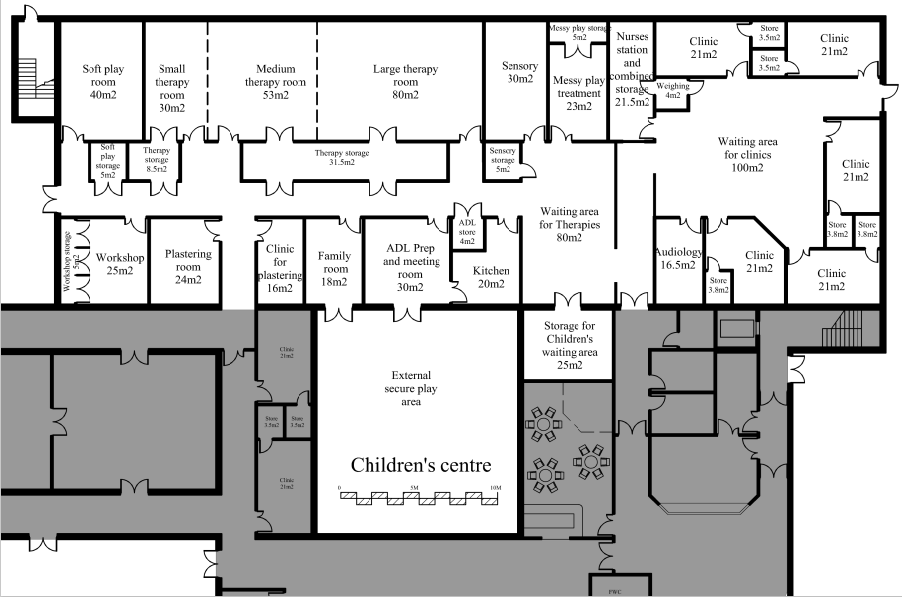 Soft play
room
40m2
Small
therapy
room
30m2
Medium
therapy room
53m2
Large therapy
room
80m2
Sensory
30m2
Messy play storage
5m2
Messy play
treatment
23m2
Nurses
station
and
combined
storage
21.5m2
Clinic
21m2
Store
3.5m2
Store
3.5m2
Clinic
21m2
Weighing
4m2
Waiting area
for clinics
100m2
Clinic
21m2
Store
3.8m2
Store
3.8m2
Soft
play
storage
5m2
Therapy
storage
8.5m2
Therapy storage
31.5m2
Sensory
storage
5m2
Waiting area
for Therapies
80m2
Workshop storage
5m2
Workshop
25m2
Plastering
room
24m2
Clinic
for
plastering
16m2
Family
room
18m2
ADL Prep
and meeting
room
30m2
ADL
store
4m2
Kitchen
20m2
Audiology
16.5m2
Store
3.8m2
Clinic
21m2
Clinic
21m2
Storage for
Children's
waiting area
25m2
Clinic
21m2
Store
3.5m2
Store
3.5m2
Clinic
21m2
External
secure play
area
Children's centre
0 5M 10M
PWC